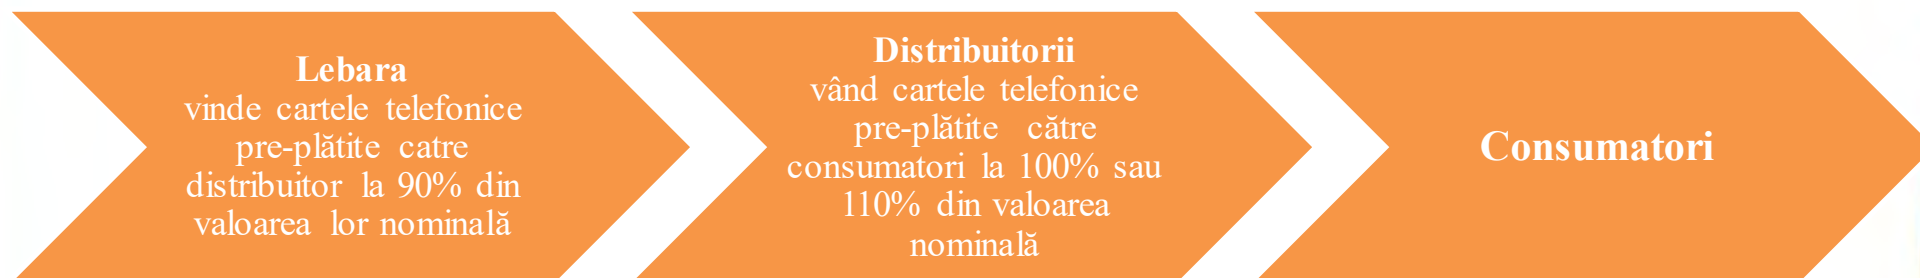 Lebara
vinde cartele telefonice
pre-plătite catre
distribuitor la 90% din
valoarea lor nominală
Distribuitorii
vând cartele telefonice
pre-plătite către
consumatori la 100% sau
110% din valoarea
nominală
Consumatori